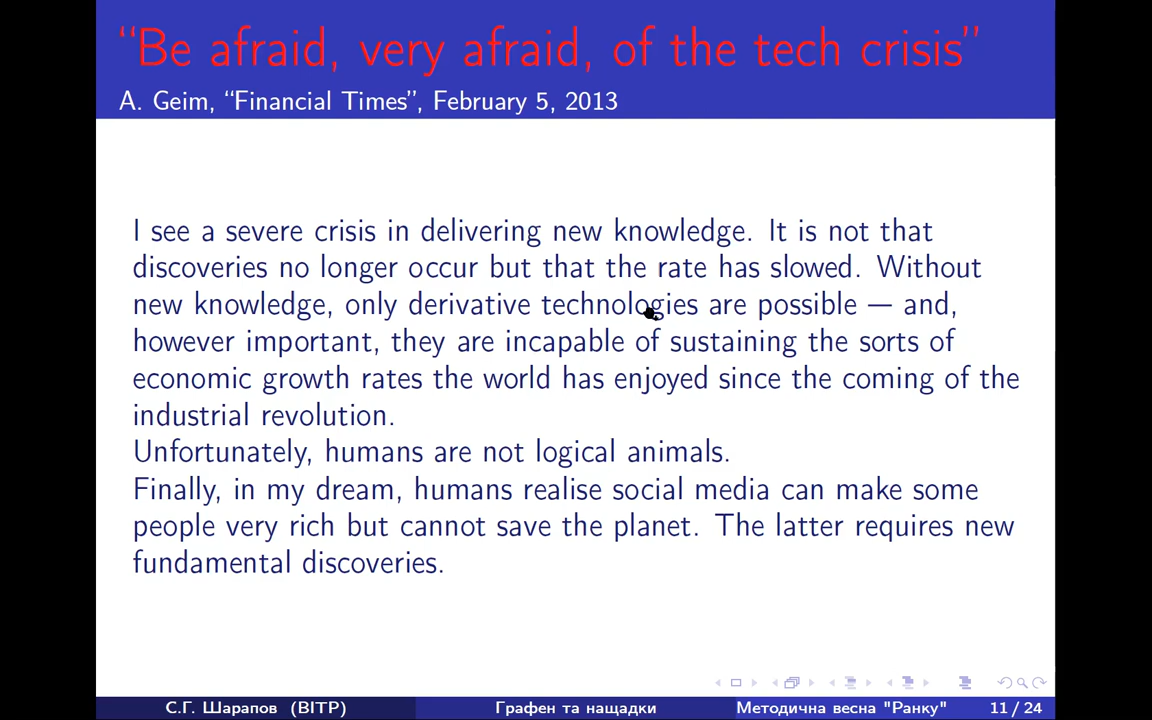 “Be afraid, very afraid, of the tech crisis”
A. Geim, “Financial Times”, February 5, 2013
I see a severe crisis in delivering new knowledge. It is not that
discoveries no longer occur but that the rate has slowed. Without
new knowledge, only derivative technologies are possible — and,
however important, they are incapable of sustaining the sorts of
economic growth rates the world has enjoyed since the coming of the
industrial revolution.
Unfortunately, humans are not logical animals.
Finally, in my dream, humans realise social media can make some
people very rich but cannot save the planet. The latter requires new
fundamental discoveries.
С.Г. Шарапов (BITP) Графен та нащадки Методична весна "Ранку" 11 / 24